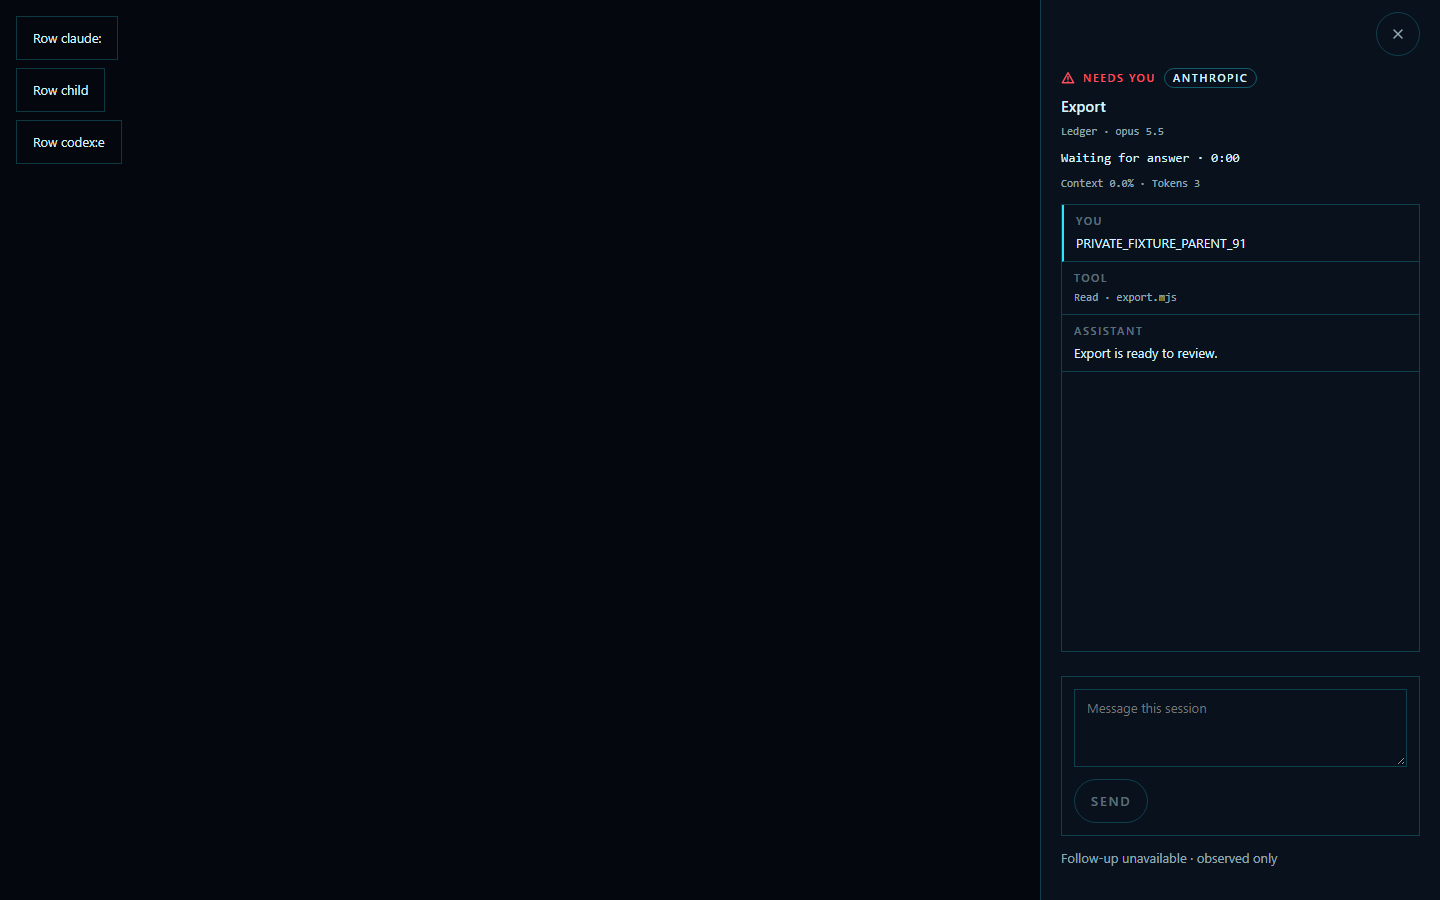 Row claude:
Row child
Row codex:e
NEEDS YOU ANTHROPIC
Export
Ledger · opus 5.5
Waiting for answer · 0:00
Context 0.0% · Tokens 3
YOU
PRIVATE_FIXTURE_PARENT_91
TOOL
Read · export.mjs
ASSISTANT
Export is ready to review.
Message this session
SEND
Follow-up unavailable · observed only